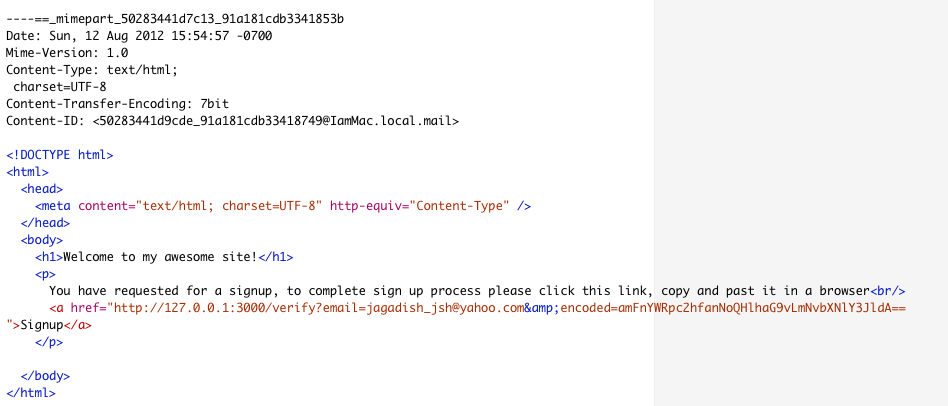 ----==_mimepart_50283441d7c13_91a181cdb3341853b
Date: Sun, 12 Aug 2012 15:54:57 -0700
Mime-Version: 1.0
Content-Type: text/html;
 charset=UTF-8
Content-Transfer-Encoding: 7bit
Content-ID: <50283441d9cde_91a181cdb33418749@IamMac.local.mail>

<!DOCTYPE html>
<html>
  <head>
    <meta content="text/html; charset=UTF-8" http-equiv="Content-Type" />
  </head>
  <body>
    <h1>Welcome to my awesome site!</h1>
    <p>
      You have requested for a signup, to complete sign up process please click this link, copy and past it in a browser<br/>
      <a href="http://127.0.0.1:3000/verify?email=jagadish_jsh@yahoo.com&amp;encoded=amFnYWRpc2hfanNoQHlhaG9vLmNvbXNlY3JldA==
">Signup</a>
    </p>

  </body>
</html>